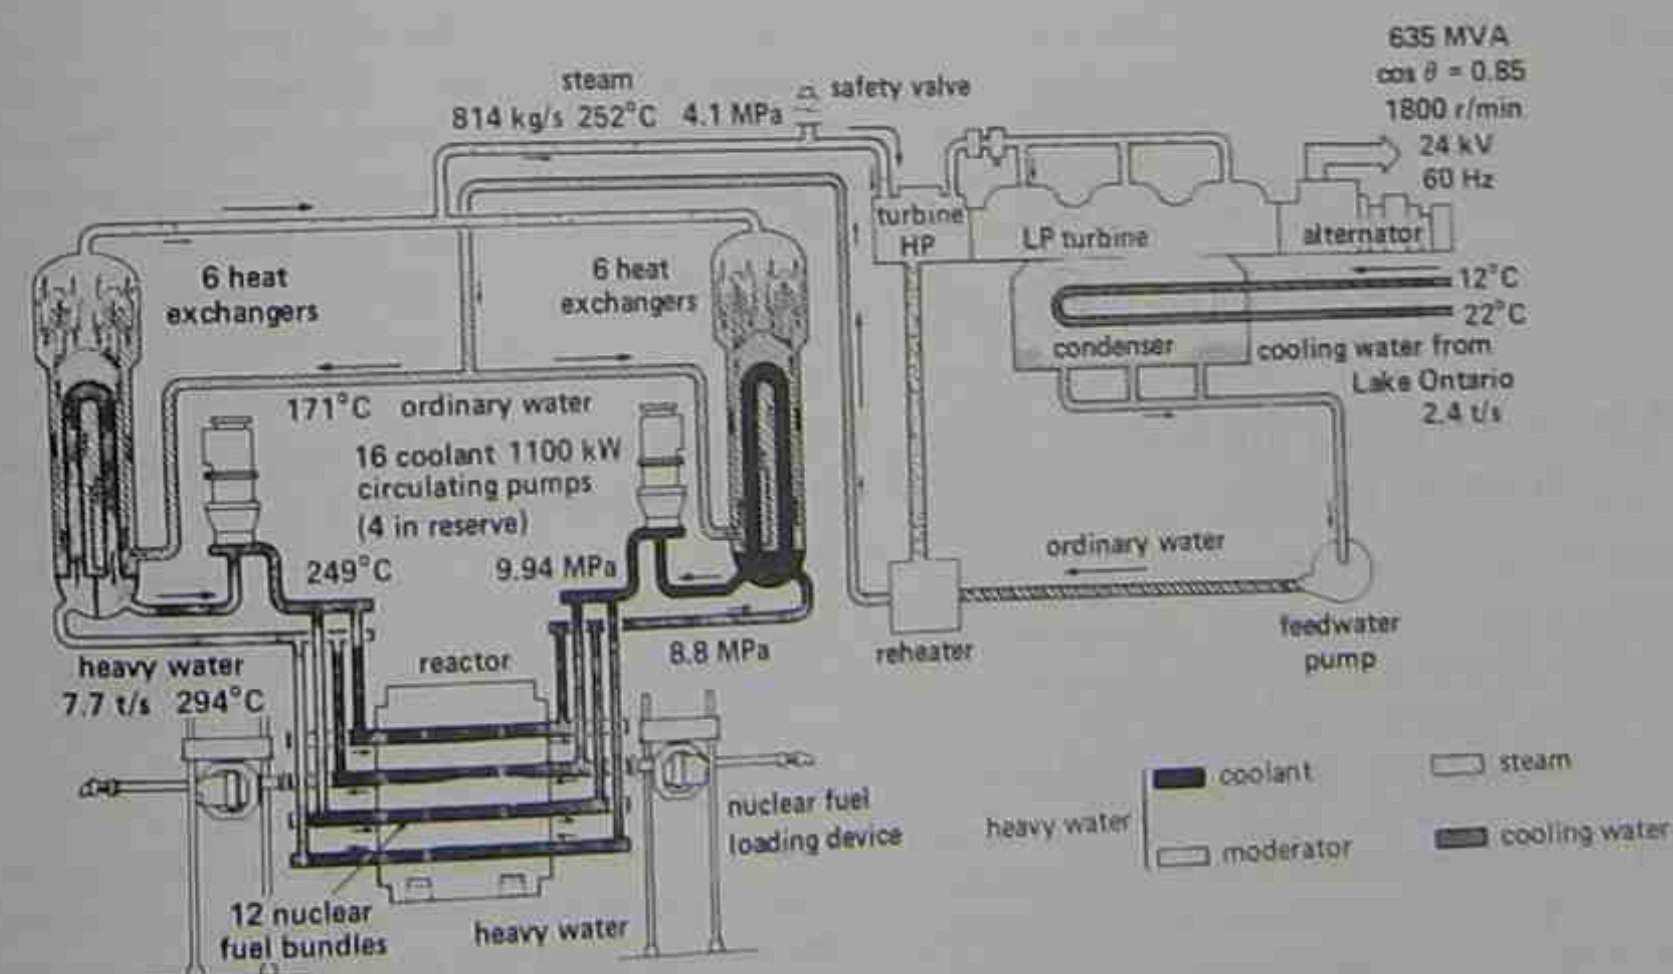 635 MVA
cos θ = 0.85
1800 r/min
24 kV
60 Hz
steam
814 kg/s 252°C 4.1 MPa
safety valve
turbine
HP
LP turbine
alternator
6 heat
exchangers
6 heat
exchangers
12°C
22°C
condenser
cooling water from
Lake Ontario
2.4 t/s
171°C ordinary water
16 coolant 1100 kW
circulating pumps
(4 in reserve)
249°C
9.94 MPa
ordinary water
feedwater
pump
reheater
heavy water
7.7 t/s 294°C
reactor
8.8 MPa
nuclear fuel
loading device
heavy water
coolant
moderator
steam
cooling water
12 nuclear
fuel bundles
heavy water